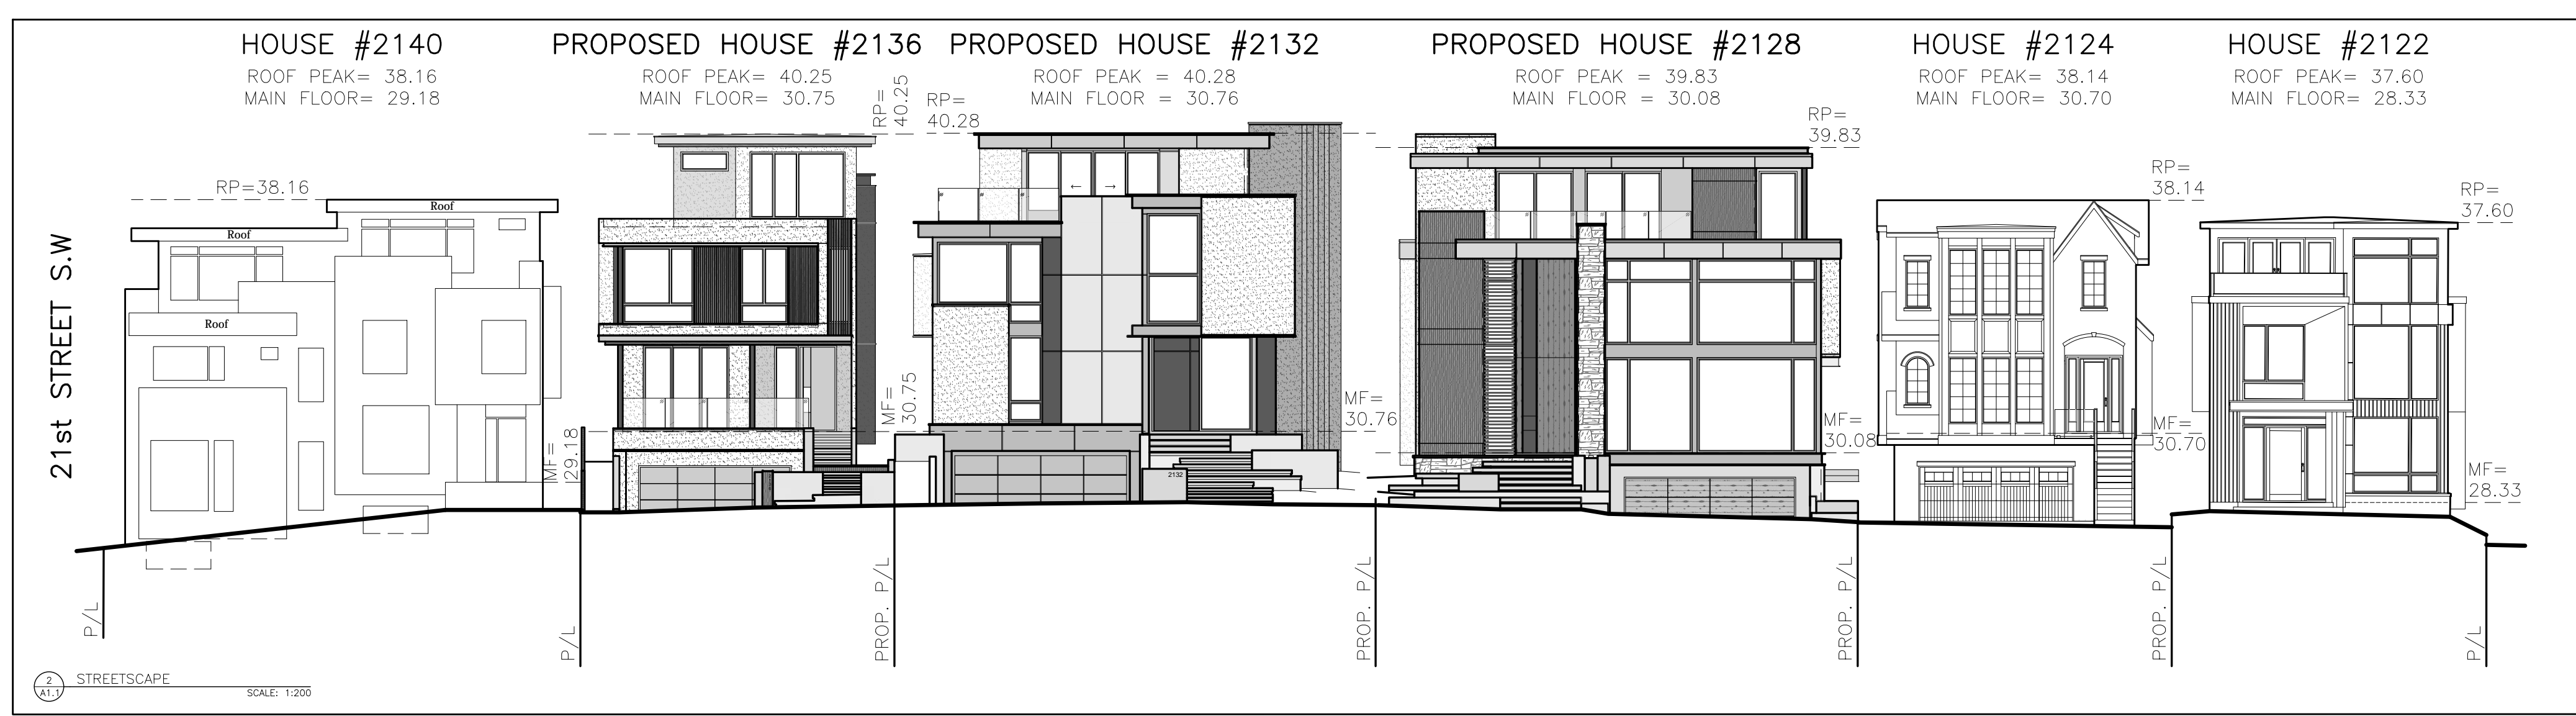 HOUSE #2140
ROOF PEAK= 38.16
MAIN FLOOR= 29.18
PROPOSED HOUSE #2136
ROOF PEAK= 40.25
MAIN FLOOR= 30.75
PROPOSED HOUSE #2132
ROOF PEAK = 40.28
MAIN FLOOR = 30.76
PROPOSED HOUSE #2128
ROOF PEAK = 39.83
MAIN FLOOR = 30.08
HOUSE #2124
ROOF PEAK= 38.14
MAIN FLOOR= 30.70
HOUSE #2122
ROOF PEAK= 37.60
MAIN FLOOR= 28.33
21st STREET S.W
RP=38.16
Roof
Roof
Roof
MF=
29.18
RP=
40.25
MF=
30.75
RP=
40.28
2132
MF=
30.76
RP=
39.83
MF=
30.08
RP=
38.14
MF=
30.70
RP=
37.60
MF=
28.33
P/L
P/L
PROP. P/L
PROP. P/L
PROP. P/L
PROP. P/L
P/L
2
A1.1
STREETSCAPE
SCALE: 1:200